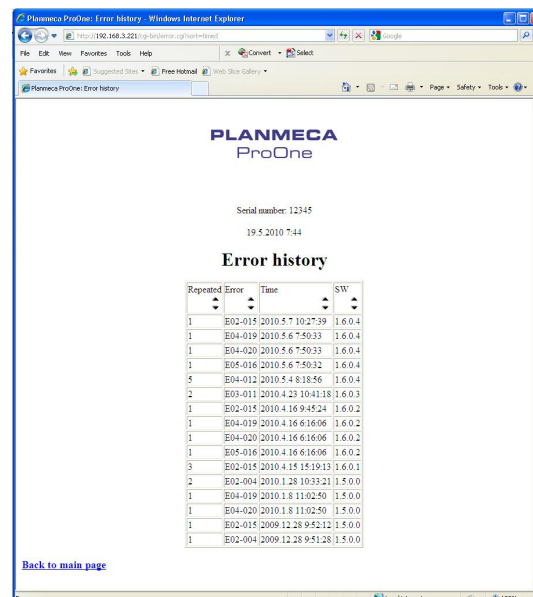 Planmeca ProOne: Error history - Windows Internet Explorer
http://192.168.3.221/cgi-bin/error.cgi?sort=timed
Google
File Edit View Favorites Tools Help
x Convert Select
Favorites Suggested Sites Free Hotmail Web Slice Gallery
Planmeca ProOne: Error history
Page Safety Tools
PLANMECA
ProOne
Serial number: 12345
19.5.2010 7:44
Error history
Repeated Error Time SW
1 E02-015 2010.5.7 10:27:39 1.6.0.4
1 E04-019 2010.5.6 7:50:33 1.6.0.4
1 E04-020 2010.5.6 7:50:33 1.6.0.4
1 E05-016 2010.5.6 7:50:32 1.6.0.4
5 E04-012 2010.5.4 8:18:56 1.6.0.4
2 E03-011 2010.4.23 10:41:18 1.6.0.3
1 E02-015 2010.4.16 9:45:24 1.6.0.2
1 E04-019 2010.4.16 6:16:06 1.6.0.2
1 E04-020 2010.4.16 6:16:06 1.6.0.2
1 E05-016 2010.4.16 6:16:06 1.6.0.2
3 E02-015 2010.4.15 15:19:13 1.6.0.1
2 E02-004 2010.1.28 10:33:21 1.5.0.0
1 E04-019 2010.1.8 11:02:50 1.5.0.0
1 E04-020 2010.1.8 11:02:50 1.5.0.0
1 E02-015 2009.12.28 9:52:12 1.5.0.0
1 E02-004 2009.12.28 9:51:28 1.5.0.0
Back to main page